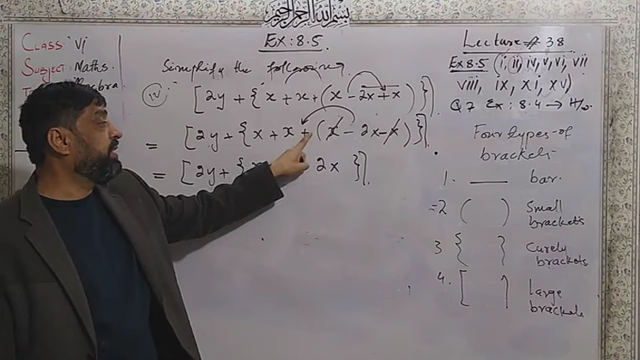 بسم الله الرحمن الرحيم
Class: VI
Subject: Maths.
Ex: 8.5
Simplify the following
(iv) [2y + { x + x + (x - 2x+x)}]
= [2y + { x + x + (x - 2x - x)}]
= [2y + { 2x }].
Lecture # 38
Ex 8.5 (i, ii, iv, v, vi, vii
viii, ix, xi, xv)
Q7 Ex: 8.4 → H/w
Four types of
brackets
1. ___ bar.
2 ( ) Small
brackets
3 { } Curely
brackets
4. [ ] Large
brackets